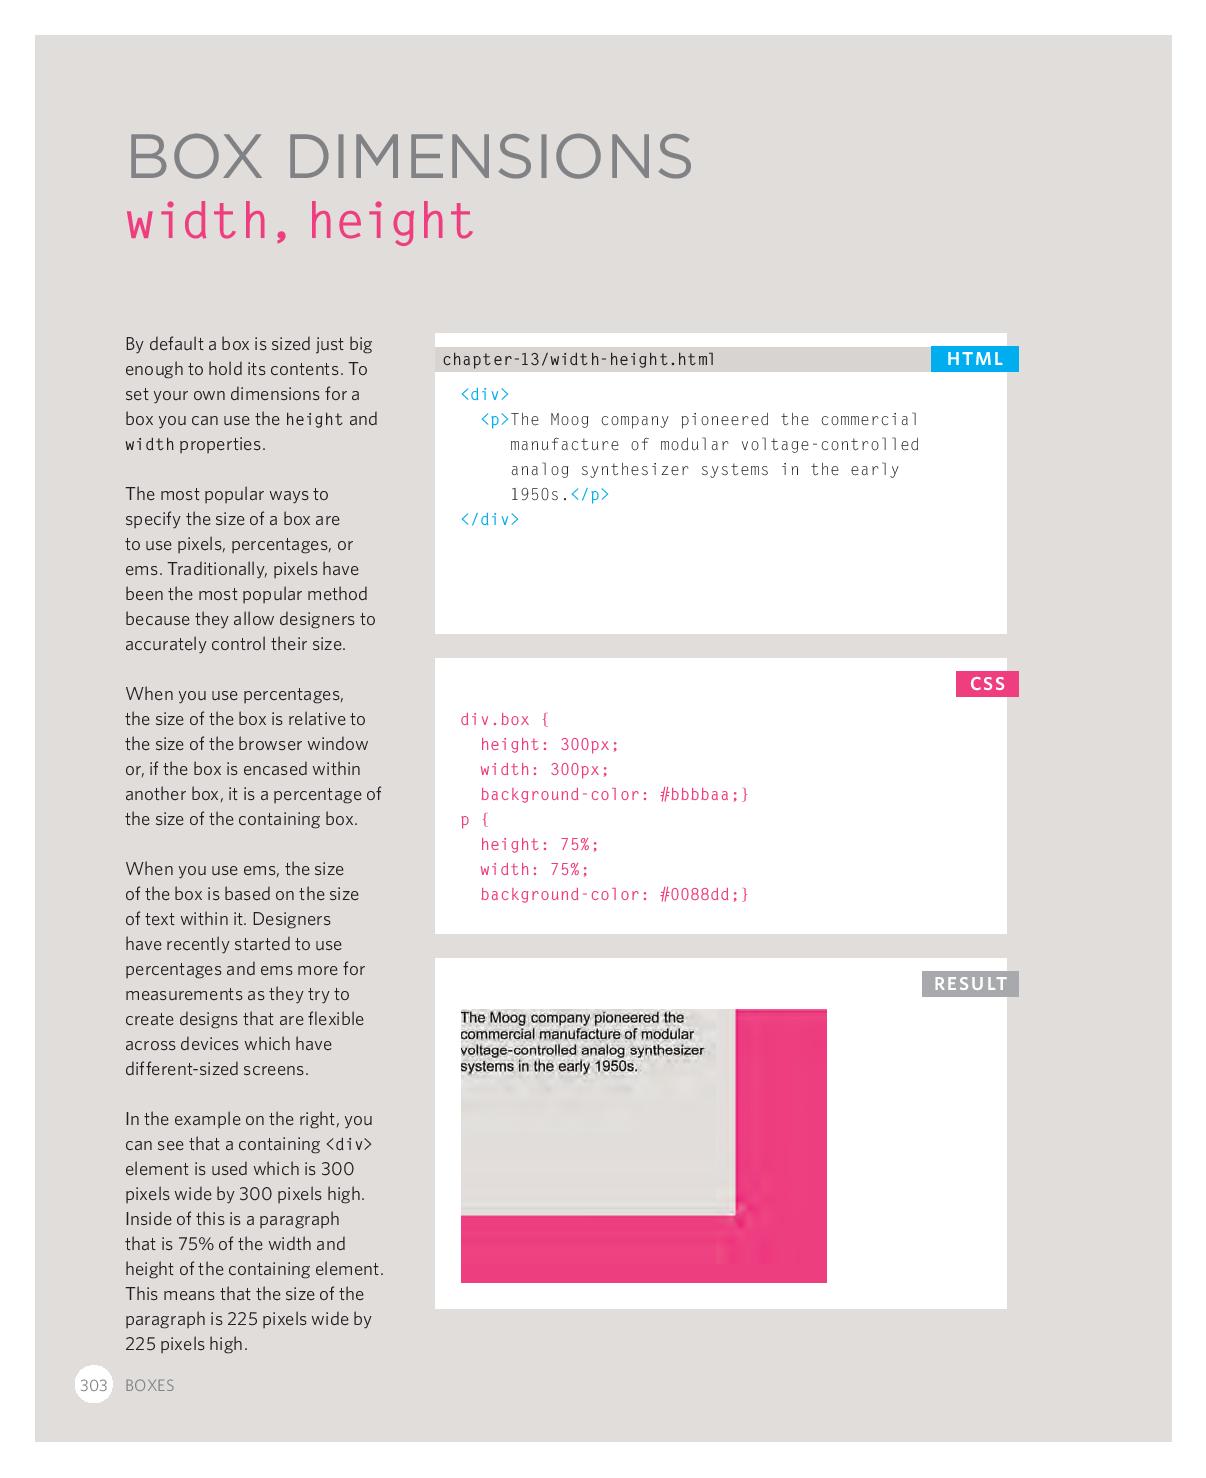 BOX DIMENSIONS
width, height
By default a box is sized just big
enough to hold its contents. To
set your own dimensions for a
box you can use the height and
width properties.
The most popular ways to
specify the size of a box are
to use pixels, percentages, or
ems. Traditionally, pixels have
been the most popular method
because they allow designers to
accurately control their size.
When you use percentages,
the size of the box is relative to
the size of the browser window
or, if the box is encased within
another box, it is a percentage of
the size of the containing box.
When you use ems, the size
of the box is based on the size
of text within it. Designers
have recently started to use
percentages and ems more for
measurements as they try to
create designs that are flexible
across devices which have
different-sized screens.
In the example on the right, you
can see that a containing <div>
element is used which is 300
pixels wide by 300 pixels high.
Inside of this is a paragraph
that is 75% of the width and
height of the containing element.
This means that the size of the
paragraph is 225 pixels wide by
225 pixels high.
chapter-13/width-height.html
HTML
<div>
<p>The Moog company pioneered the commercial
manufacture of modular voltage-controlled
analog synthesizer systems in the early
1950s.</p>
</div>
CSS
div.box {
height: 300px;
width: 300px;
background-color: #bbbbaa;}
p {
height: 75%;
width: 75%;
background-color: #0088dd;}
RESULT
The Moog company pioneered the
commercial manufacture of modular
voltage-controlled analog synthesizer
systems in the early 1950s.
303 BOXES